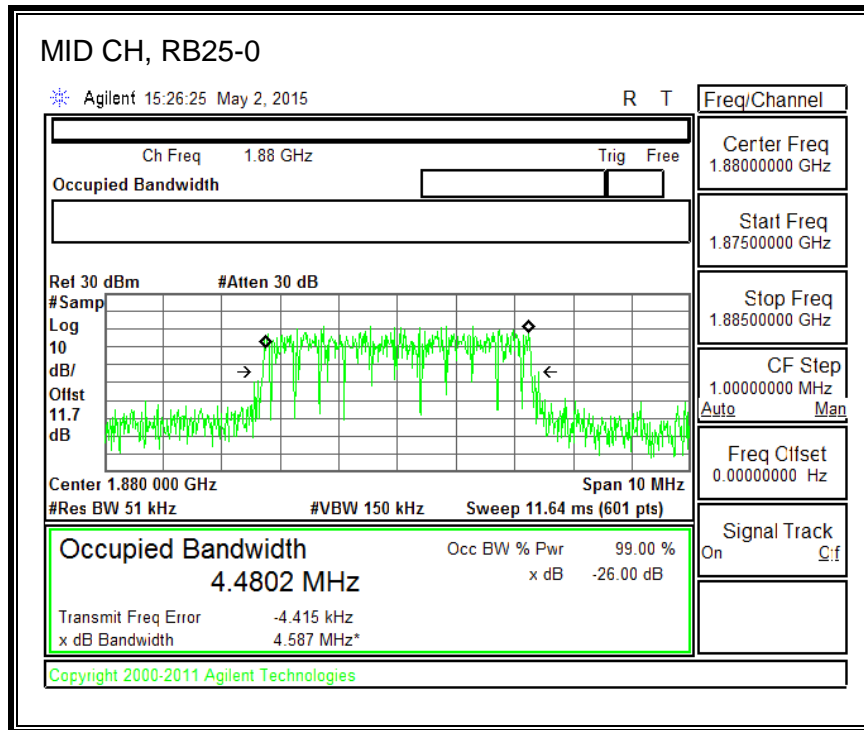 MID CH, RB25-0
Agilent 15:26:25 May 2, 2015 R T
Freq/Channel
Ch Freq 1.88 GHz Trig Free
Occupied Bandwidth
Center Freq
1.88000000 GHz
Start Freq
1.87500000 GHz
Stop Freq
1.88500000 GHz
CF Step
1.00000000 MHz
Auto Man
Freq Offset
0.00000000 Hz
Signal Track
On Off
Ref 30 dBm #Atten 30 dB
#Samp
Log
10
dB/
Offst
11.7
dB
Center 1.880 000 GHz Span 10 MHz
#Res BW 51 kHz #VBW 150 kHz Sweep 11.64 ms (601 pts)
Occupied Bandwidth Occ BW % Pwr 99.00 %
4.4802 MHz x dB -26.00 dB
Transmit Freq Error -4.415 kHz
x dB Bandwidth 4.587 MHz*
Copyright 2000-2011 Agilent Technologies